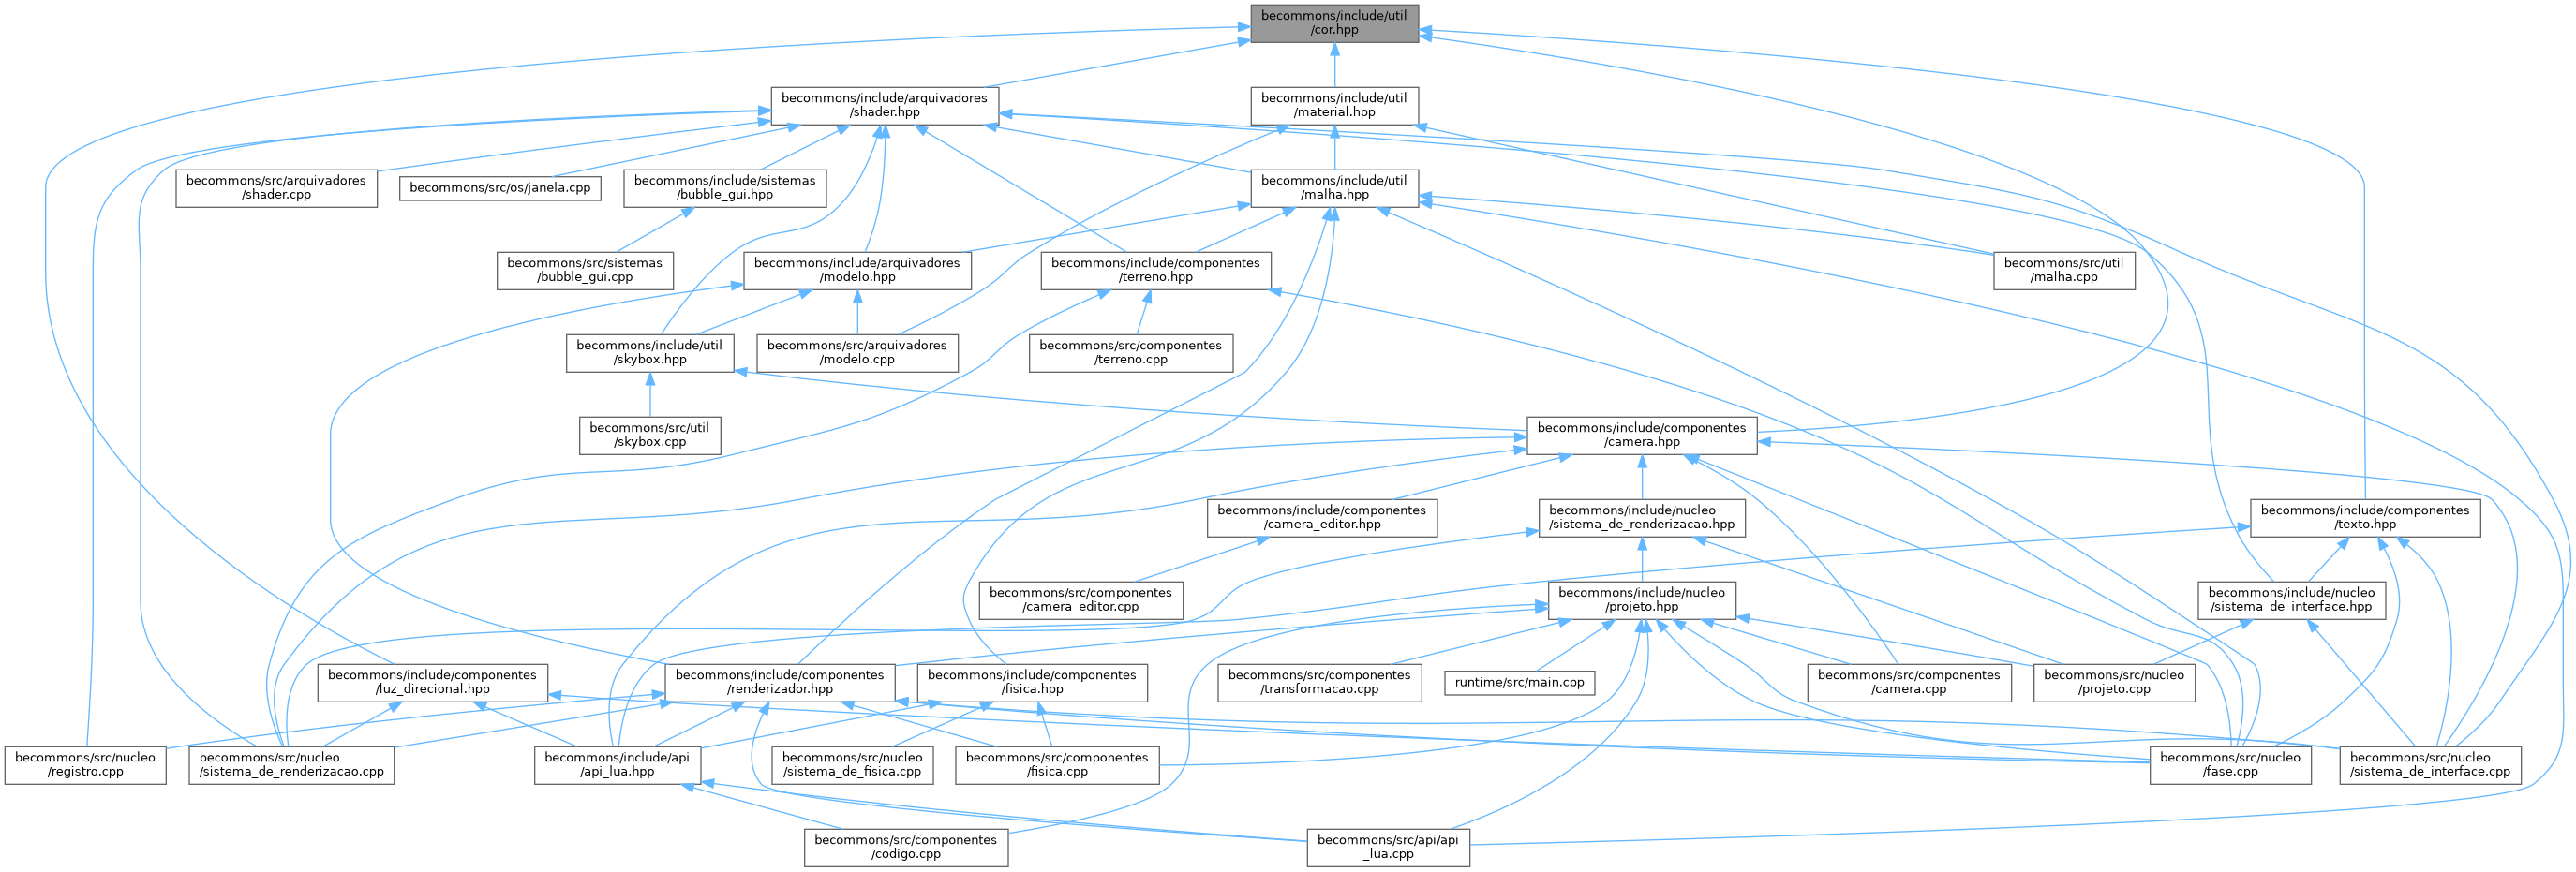 becommons/include/util
/cor.hpp
becommons/include/arquivadores
/shader.hpp
becommons/include/util
/material.hpp
becommons/src/arquivadores
/shader.cpp
becommons/src/os/janela.cpp
becommons/include/sistemas
/bubble_gui.hpp
becommons/include/util
/malha.hpp
becommons/src/sistemas
/bubble_gui.cpp
becommons/include/arquivadores
/modelo.hpp
becommons/include/componentes
/terreno.hpp
becommons/src/util
/malha.cpp
becommons/include/util
/skybox.hpp
becommons/src/arquivadores
/modelo.cpp
becommons/src/componentes
/terreno.cpp
becommons/src/util
/skybox.cpp
becommons/include/componentes
/camera.hpp
becommons/include/componentes
/camera_editor.hpp
becommons/include/nucleo
/sistema_de_renderizacao.hpp
becommons/include/componentes
/texto.hpp
becommons/src/componentes
/camera_editor.cpp
becommons/include/nucleo
/projeto.hpp
becommons/include/nucleo
/sistema_de_interface.hpp
becommons/include/componentes
/luz_direcional.hpp
becommons/include/componentes
/renderizador.hpp
becommons/include/componentes
/fisica.hpp
becommons/src/componentes
/transformacao.cpp
runtime/src/main.cpp
becommons/src/componentes
/camera.cpp
becommons/src/nucleo
/projeto.cpp
becommons/src/nucleo
/registro.cpp
becommons/src/nucleo
/sistema_de_renderizacao.cpp
becommons/include/api
/api_lua.hpp
becommons/src/nucleo
/sistema_de_fisica.cpp
becommons/src/componentes
/fisica.cpp
becommons/src/nucleo
/fase.cpp
becommons/src/nucleo
/sistema_de_interface.cpp
becommons/src/componentes
/codigo.cpp
becommons/src/api/api
_lua.cpp